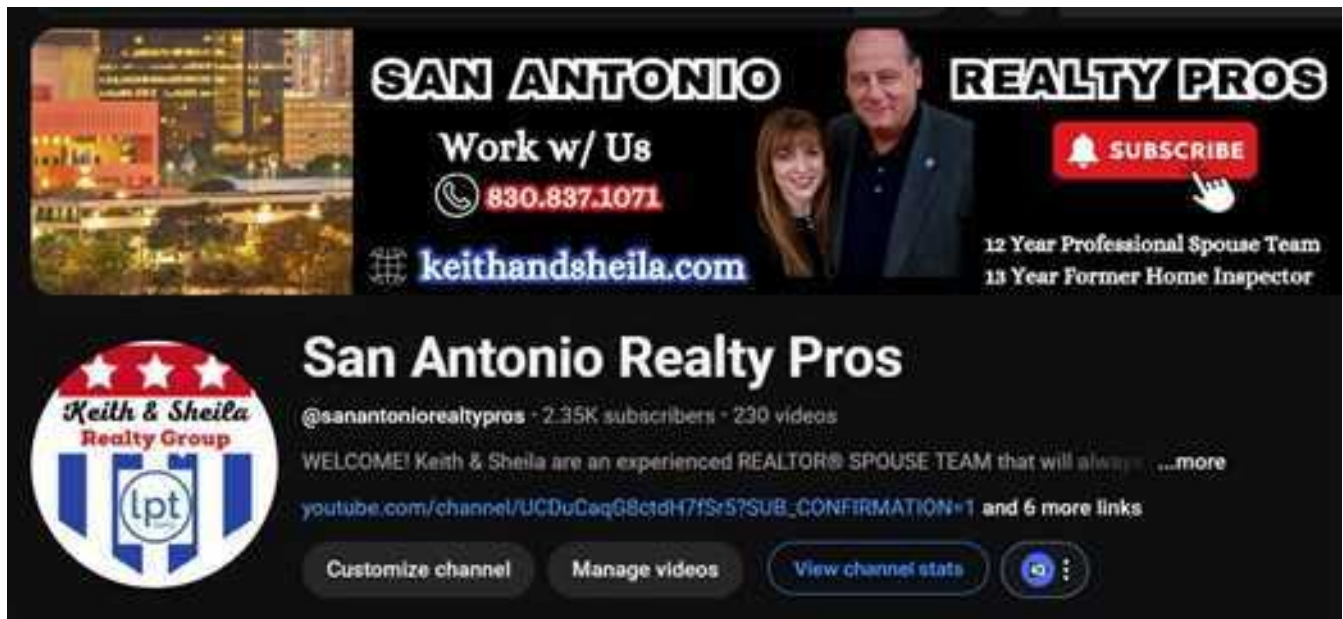 SAN ANTONIO REALTY PROS
Work w/ Us
830.837.1071
keithandsheila.com
SUBSCRIBE
12 Year Professional Spouse Team
13 Year Former Home Inspector
Keith & Sheila
Realty Group
lpt
San Antonio Realty Pros
@sanantoniorealtypros · 2.35K subscribers · 230 videos
WELCOME! Keith & Sheila are an experienced REALTOR® SPOUSE TEAM that will always ...more
youtube.com/channel/UCDuCaqG8ctdH7fSr5?SUB_CONFIRMATION=1 and 6 more links
Customize channel
Manage videos
View channel stats